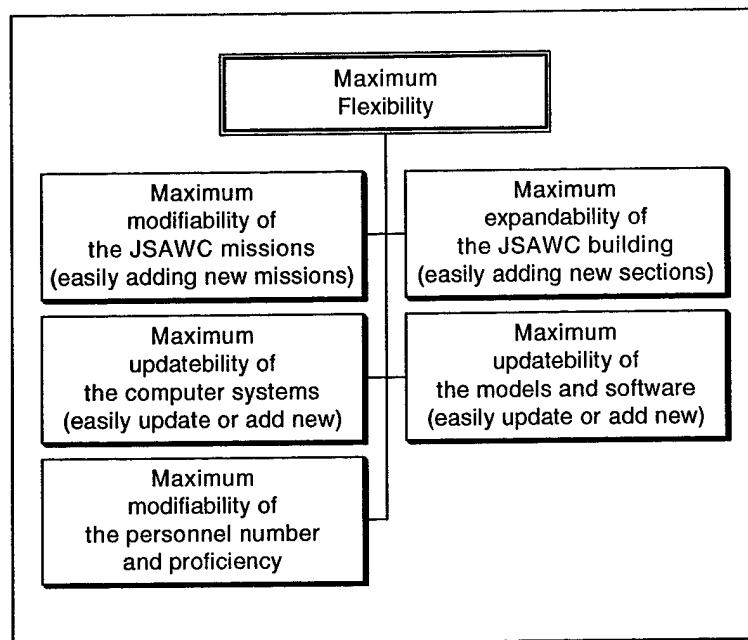 Maximum
Flexibility
Maximum
modifiability of
the JSAWC missions
(easily adding new missions)
Maximum
expandability of
the JSAWC building
(easily adding new sections)
Maximum
updatebility of
the computer systems
(easily update or add new)
Maximum
updatebility of
the models and software
(easily update or add new)
Maximum
modifiability of
the personnel number
and proficiency